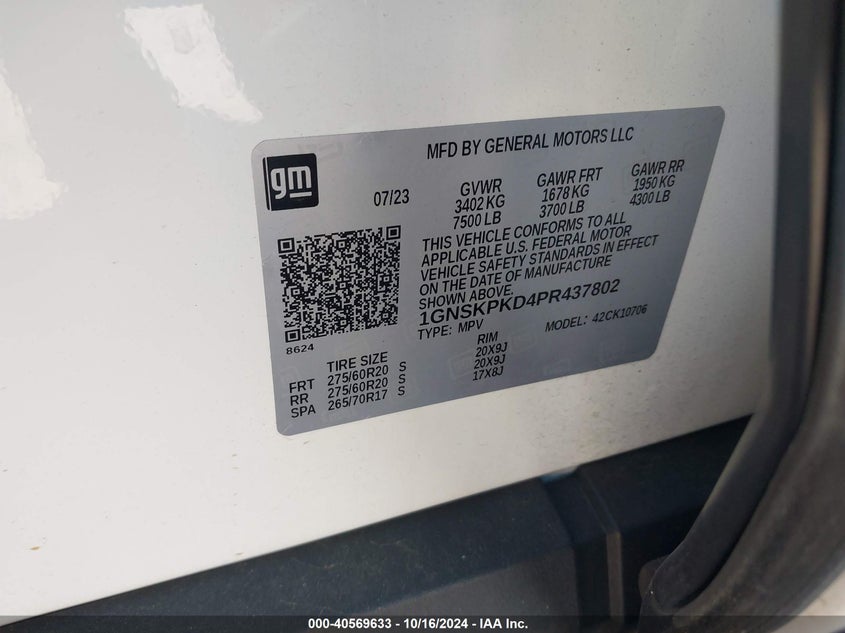 MFD BY GENERAL MOTORS LLC
gm
07/23
GVWR GAWR FRT GAWR RR
3402 KG 1678 KG 1950 KG
7500 LB 3700 LB 4300 LB
THIS VEHICLE CONFORMS TO ALL
APPLICABLE U.S. FEDERAL MOTOR
VEHICLE SAFETY STANDARDS IN EFFECT
ON THE DATE OF MANUFACTURE
SHOWN ABOVE.
1GNSKPKD4PR437802
TYPE: MPV MODEL: 42CK10706
8624
TIRE SIZE RIM
FRT 275/60R20 S 20X9J
RR 275/60R20 S 20X9J
SPA 265/70R17 S 17X8J
000-40569633 - 10/16/2024 - IAA Inc.